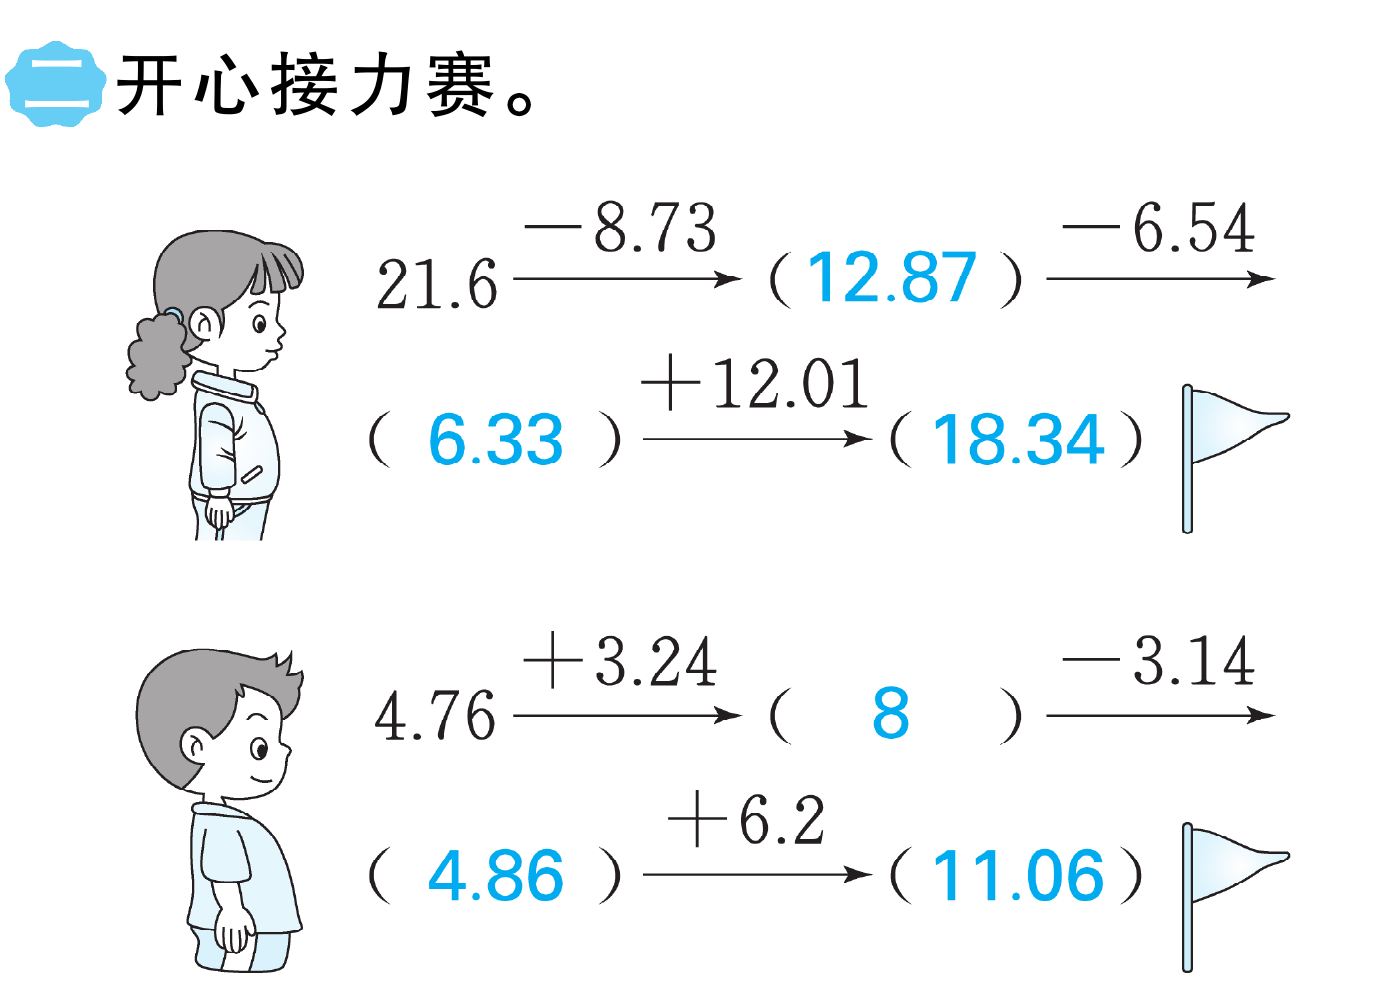 二 开心接力赛。
－8.73 －6.54
21.6 （12.87）
＋12.01
（ 6.33 ） （18.34）
＋3.24 －3.14
4.76 （ 8 ）
＋6.2
（ 4.86 ） （11.06）